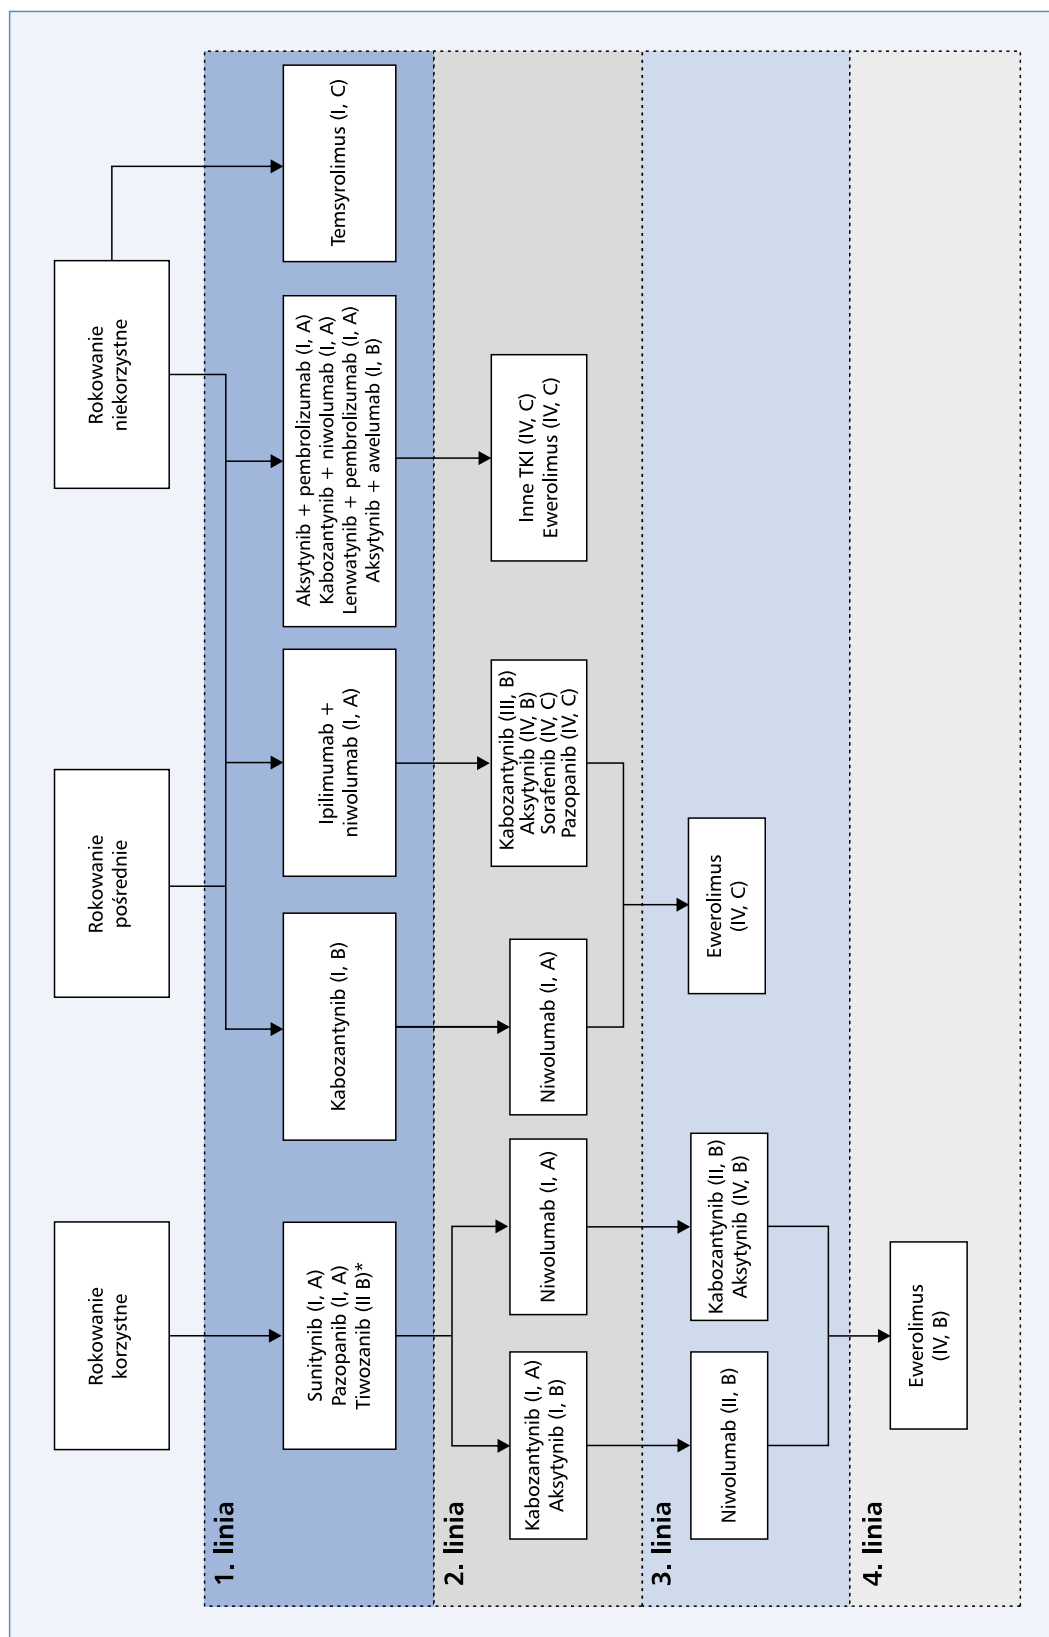 Rokowanie
korzystne
Rokowanie
pośrednie
Rokowanie
niekorzystne
1. linia
Sunitynib (I, A)
Pazopanib (I, A)
Tiwozanib (II B)*
Kabozantynib (I, B)
Ipilimumab +
niwolumab (I, A)
Aksytynib + pembrolizumab (I, A)
Kabozantynib + niwolumab (I, A)
Lenwatynib + pembrolizumab (I, A)
Aksytynib + awelumab (I, B)
Temsyrolimus (I, C)
2. linia
Kabozantynib (I, A)
Aksytynib (I, B)
Niwolumab (I, A)
Niwolumab (I, A)
Kabozantynib (III, B)
Aksytynib (IV, B)
Sorafenib (IV, C)
Pazopanib (IV, C)
Inne TKI (IV, C)
Ewerolimus (IV, C)
3. linia
Niwolumab (II, B)
Kabozantynib (II, B)
Aksytynib (IV, B)
Ewerolimus
(IV, C)
4. linia
Ewerolimus
(IV, B)